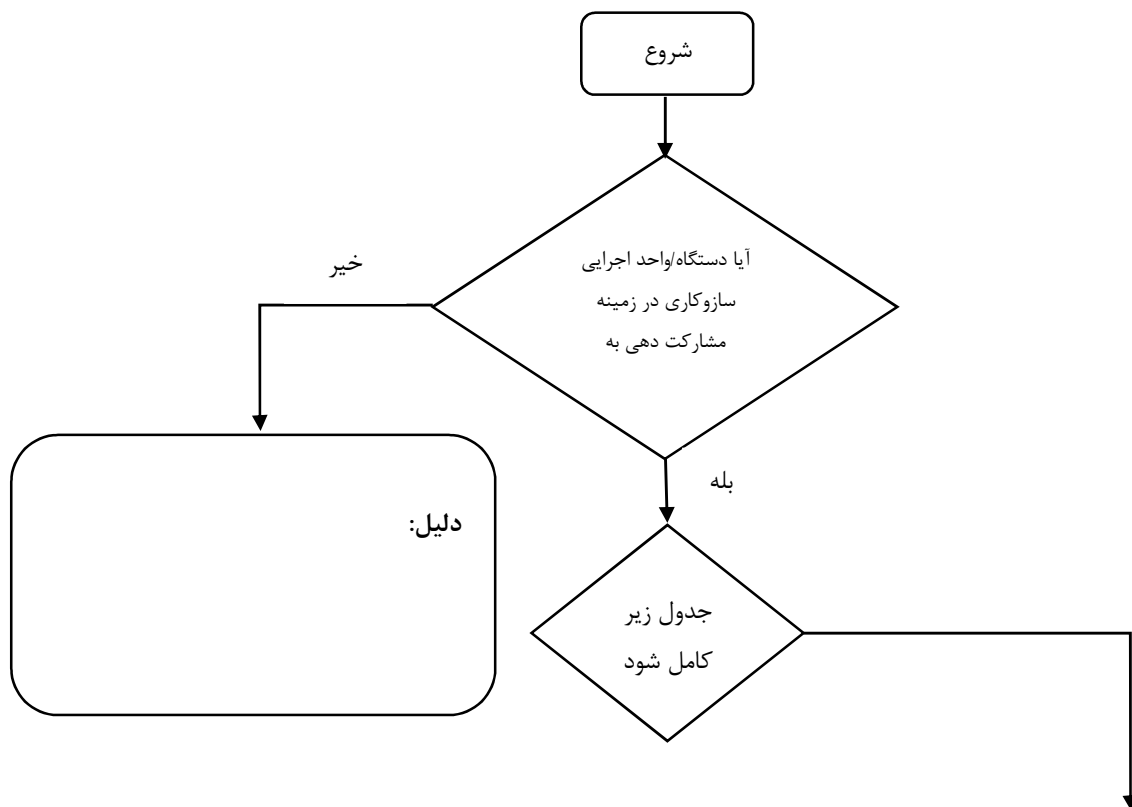 شروع
آیا دستگاه/واحد اجرایی
سازوکاری در زمینه
مشارکت دهی به
خیر
بله
دلیل:
جدول زیر
کامل شود